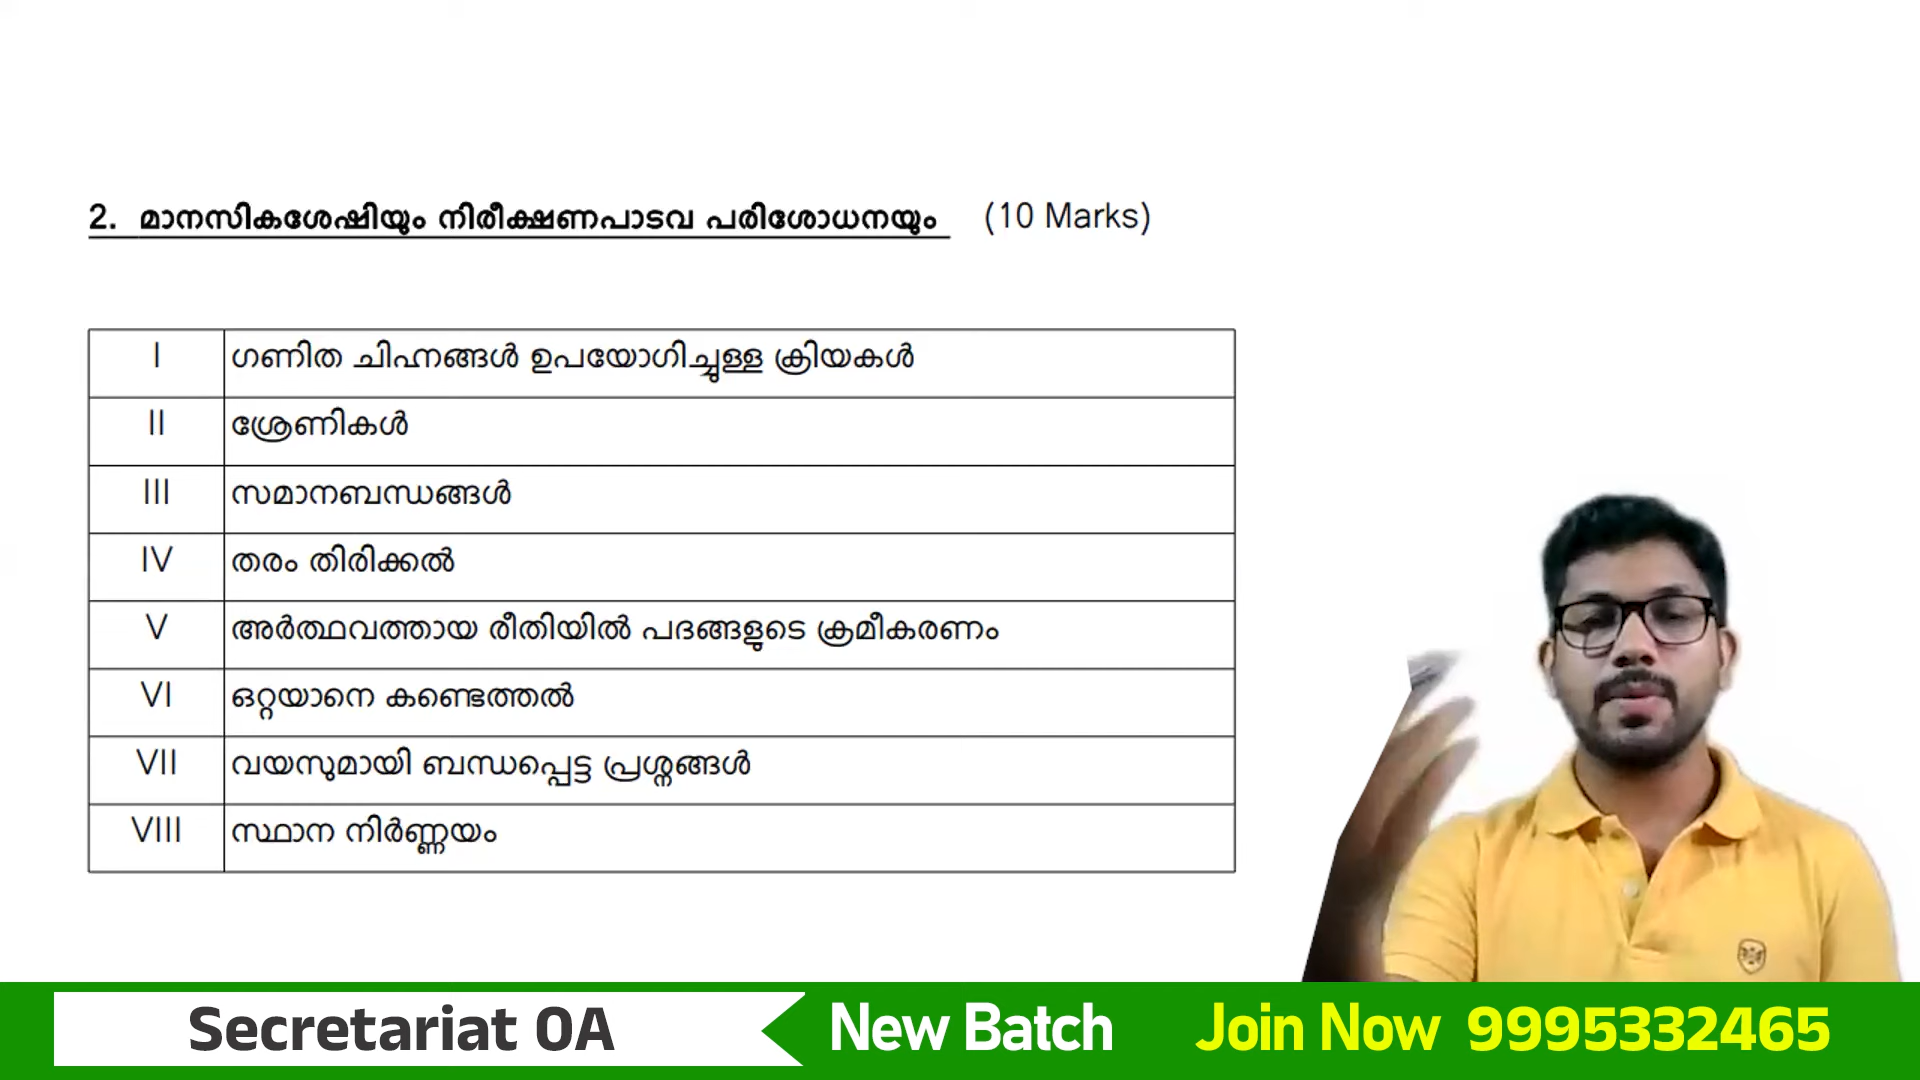 2. മാനസികശേഷിയും നിരീക്ഷണപാടവ പരിശോധനയും (10 Marks)
I ഗണിത ചിഹ്നങ്ങൾ ഉപയോഗിച്ചുള്ള ക്രിയകൾ
II ശ്രേണികൾ
III സമാനബന്ധങ്ങൾ
IV തരം തിരിക്കൽ
V അർത്ഥവത്തായ രീതിയിൽ പദങ്ങളുടെ ക്രമീകരണം
VI ഒറ്റയാനെ കണ്ടെത്തൽ
VII വയസുമായി ബന്ധപ്പെട്ട പ്രശ്നങ്ങൾ
VIII സ്ഥാന നിർണ്ണയം
Secretariat OA New Batch Join Now 9995332465